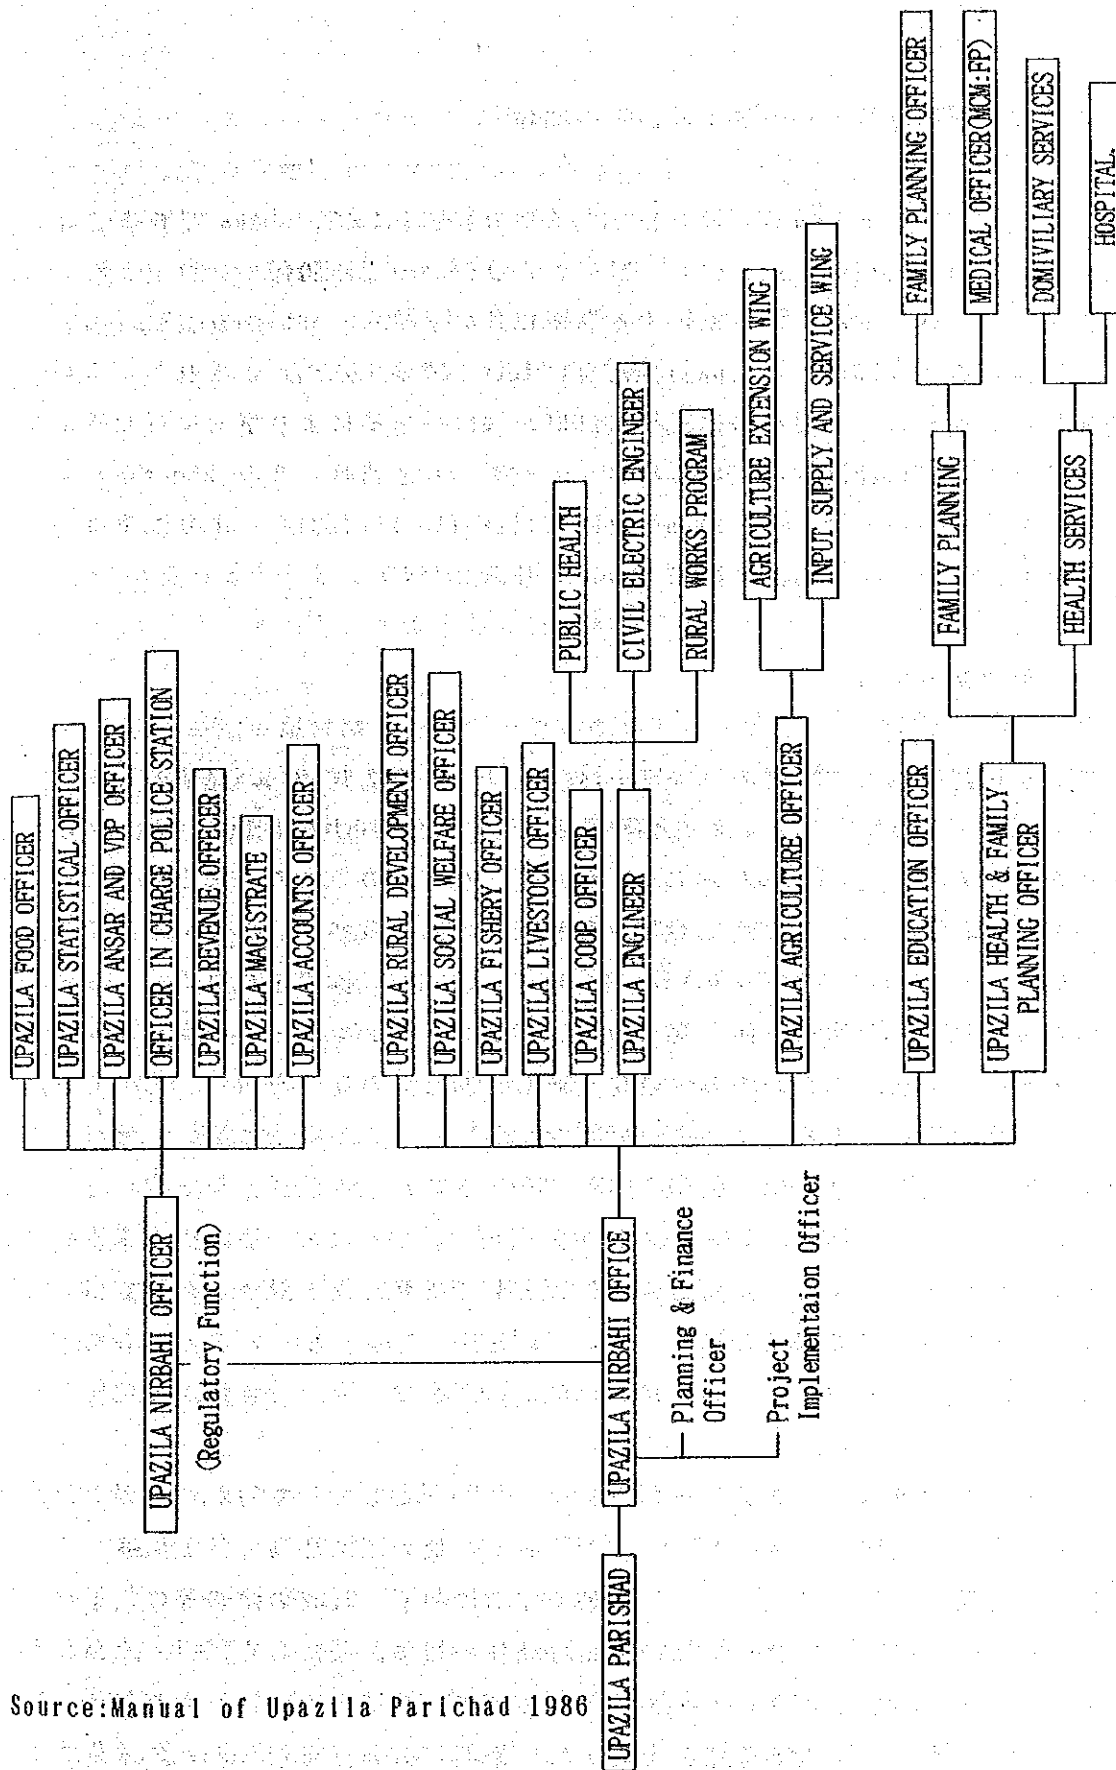 UPAZILA PARISHAD
UPAZILA NIRBAHI OFFICE
Planning & Finance
Officer
Project
Implementaion Officer
UPAZILA NIRBAHI OFFICER
(Regulatory Function)
UPAZILA FOOD OFFICER
UPAZILA STATISTICAL OFFICER
UPAZILA ANSAR AND VDP OFFICER
OFFICER IN CHARGE POLICE STATION
UPAZILA REVENUE OFFECER
UPAZILA MAGISTRATE
UPAZILA ACCOUNTS OFFICER
UPAZILA RURAL DEVELOPMENT OFFICER
UPAZILA SOCIAL WELFARE OFFICER
UPAZILA FISHERY OFFICER
UPAZILA LIVESTOCK OFFICER
UPAZILA COOP OFFICER
UPAZILA ENGINEER
PUBLIC HEALTH
CIVIL ELECTRIC ENGINEER
RURAL WORKS PROGRAM
UPAZILA AGRICULTURE OFFICER
AGRICULTURE EXTENSION WING
INPUT SUPPLY AND SERVICE WING
UPAZILA EDUCATION OFFICER
UPAZILA HEALTH & FAMILY
PLANNING OFFICER
FAMILY PLANNING
FAMILY PLANNING OFFICER
MEDICAL OFFICER(MCM:FP)
HEALTH SERVICES
DOMIVILIARY SERVICES
HOSPITAL.
Source:Manual of Upazila Parichad 1986